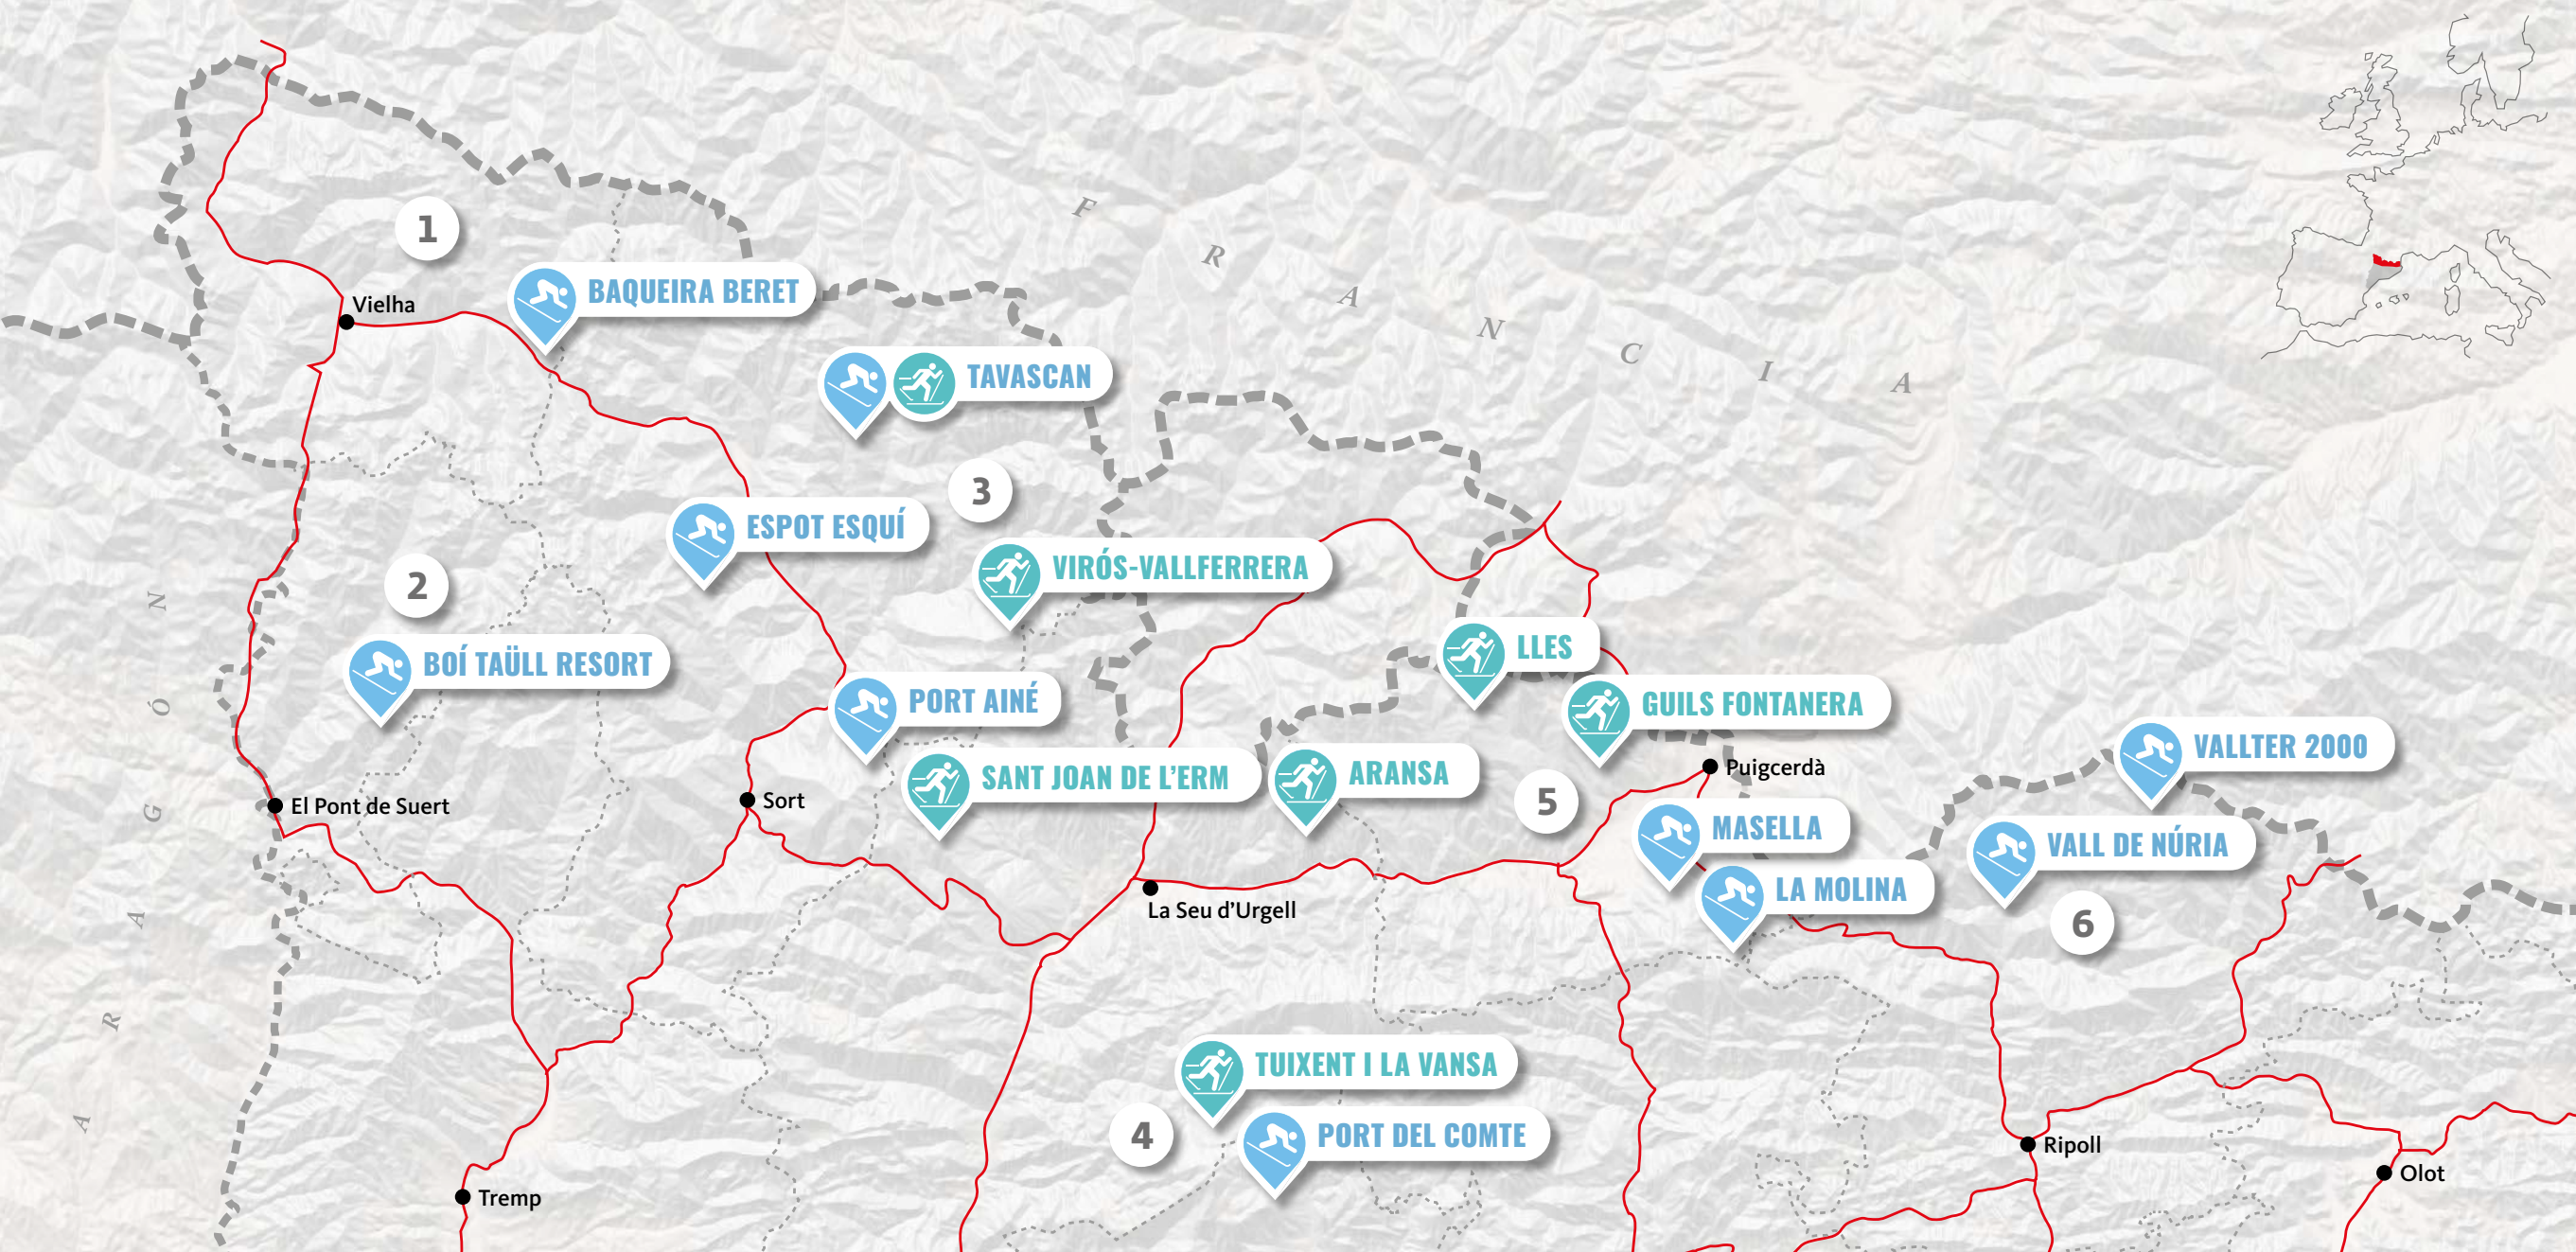 FRANCIA
1
BAQUEIRA BERET
Vielha
TAVASCAN
3
ESPOT ESQUÍ
VIRÓS-VALLFERRERA
2
ARAGÓN
BOÍ TAÜLL RESORT
LLES
PORT AINÉ
GUILS FONTANERA
VALLTER 2000
Puigcerdà
SANT JOAN DE L’ERM
ARANSA
5
El Pont de Suert
Sort
MASELLA
VALL DE NÚRIA
LA MOLINA
La Seu d’Urgell
6
TUIXENT I LA VANSA
4
PORT DEL COMTE
Ripoll
Olot
Tremp